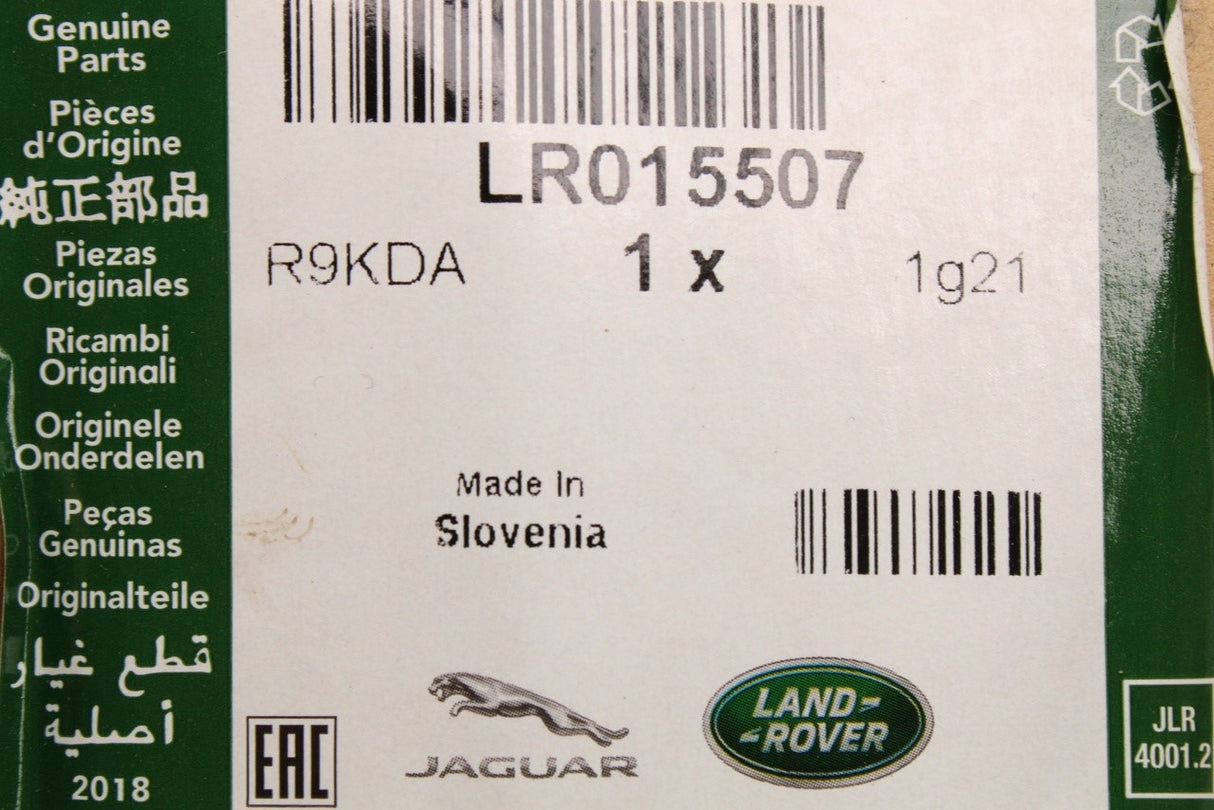 Genuine
Parts
Pièces
d'Origine
純正部品
Piezas
Originales
Ricambi
Originali
Originele
Onderdelen
Peças
Genuinas
Originalteile
قطع غيار
أصلية
2018
LR015507
R9KDA 1 x 1g21
Made In
Slovenia
EAC
JAGUAR
LAND-
-ROVER
JLR
4001.2